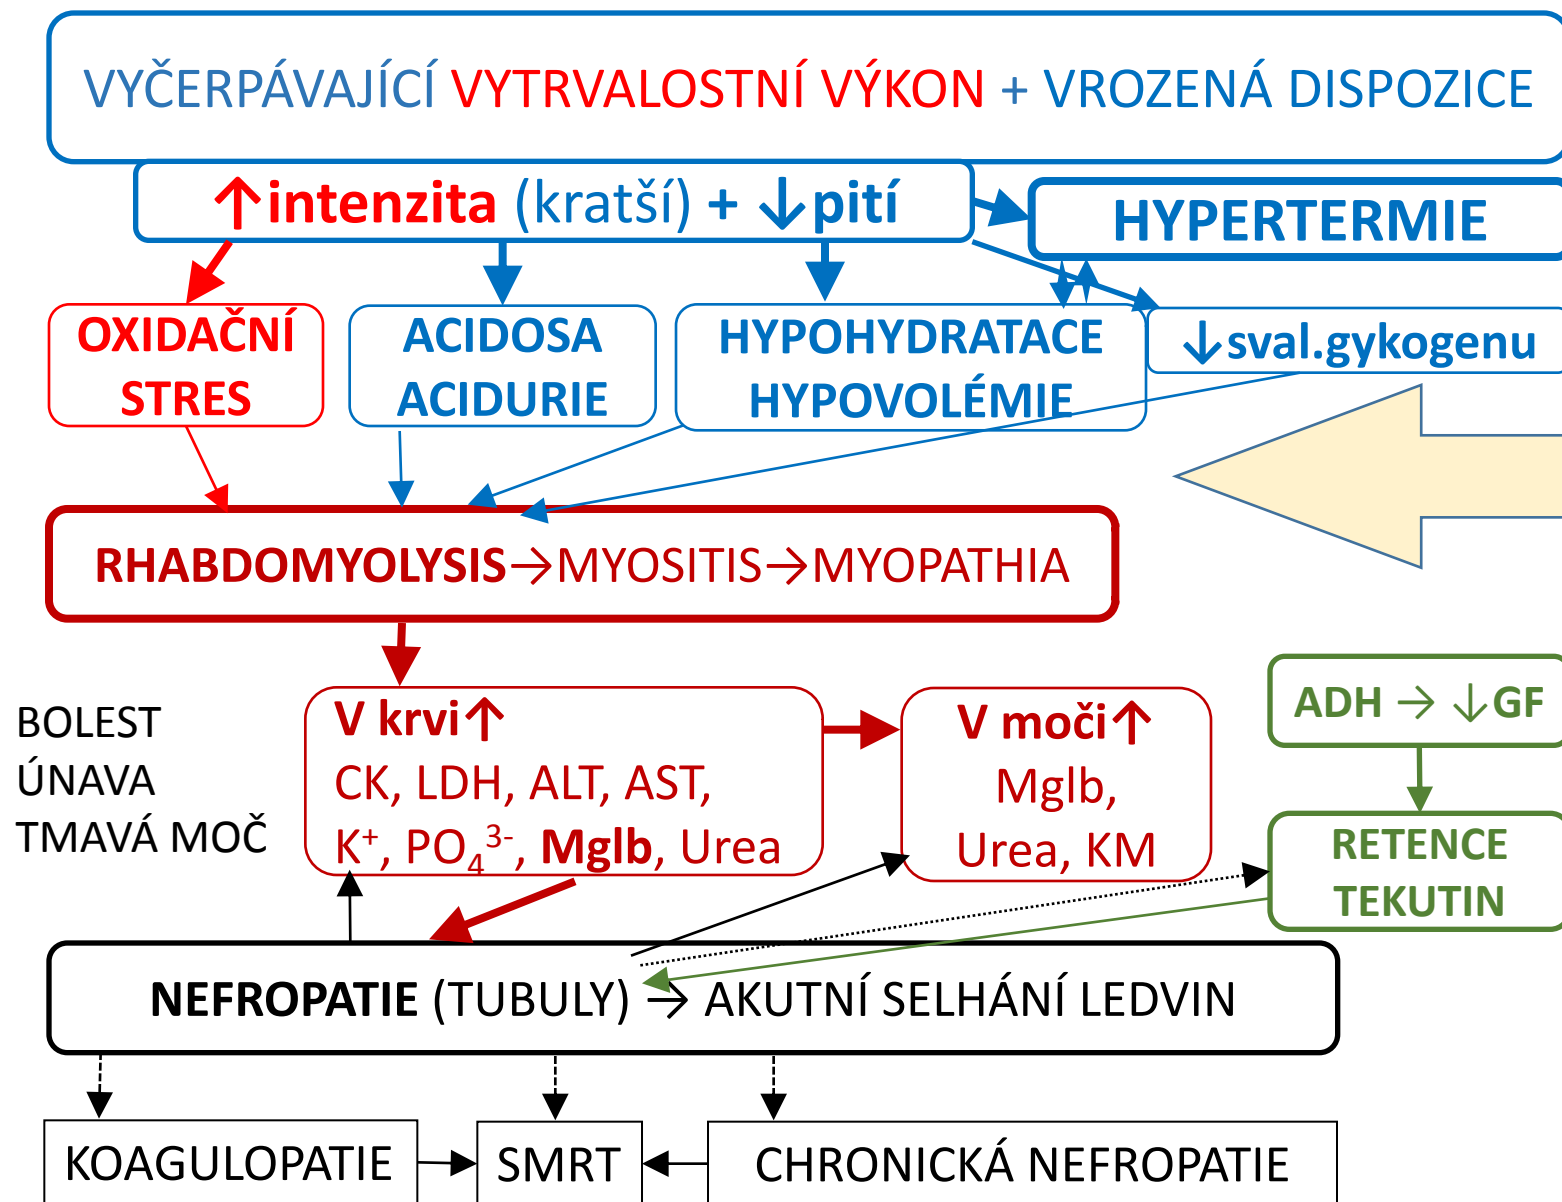 VYČERPÁVAJÍCÍ VYTRVALOSTNÍ VÝKON + VROZENÁ DISPOZICE
↑intenzita (kratší) + ↓pití
HYPERTERMIE
OXIDAČNÍ
STRES
ACIDOSA
ACIDURIE
HYPOHYDRATACE
HYPOVOLÉMIE
↓sval.gykogenu
RHABDOMYOLYSIS→MYOSITIS→MYOPATHIA
BOLEST
ÚNAVA
TMAVÁ MOČ
V krvi↑
CK, LDH, ALT, AST,
K⁺, PO₄³⁻, Mglb, Urea
V moči↑
Mglb,
Urea, KM
ADH → ↓GF
RETENCE
TEKUTIN
NEFROPATIE (TUBULY) → AKUTNÍ SELHÁNÍ LEDVIN
KOAGULOPATIE
SMRT
CHRONICKÁ NEFROPATIE